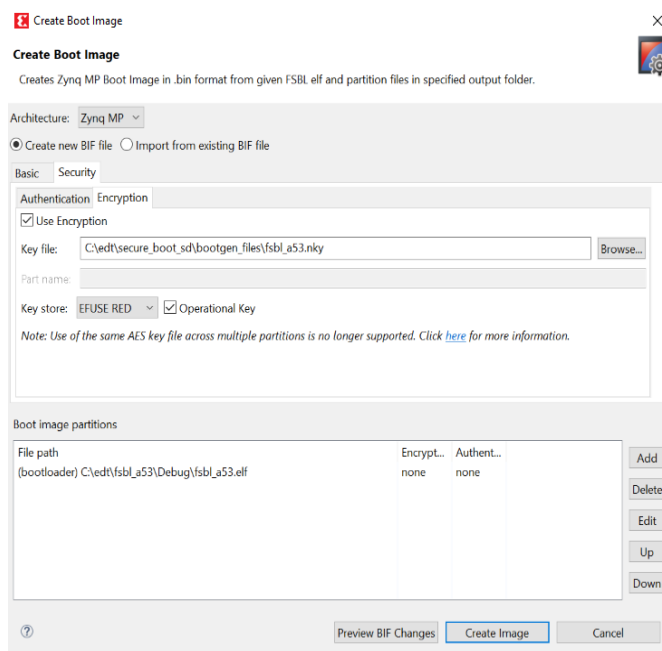 Create Boot Image
Create Boot Image
Creates Zynq MP Boot Image in .bin format from given FSBL elf and partition files in specified output folder.
Architecture: Zynq MP
Create new BIF file Import from existing BIF file
Basic Security
Authentication Encryption
Use Encryption
Key file: C:\edt\secure_boot_sd\bootgen_files\fsbl_a53.nky Browse...
Part name:
Key store: EFUSE RED Operational Key
Note: Use of the same AES key file across multiple partitions is no longer supported. Click here for more information.
Boot image partitions
File path Encrypt... Authent...
(bootloader) C:\edt\fsbl_a53\Debug\fsbl_a53.elf none none
Add
Delete
Edit
Up
Down
? Preview BIF Changes Create Image Cancel